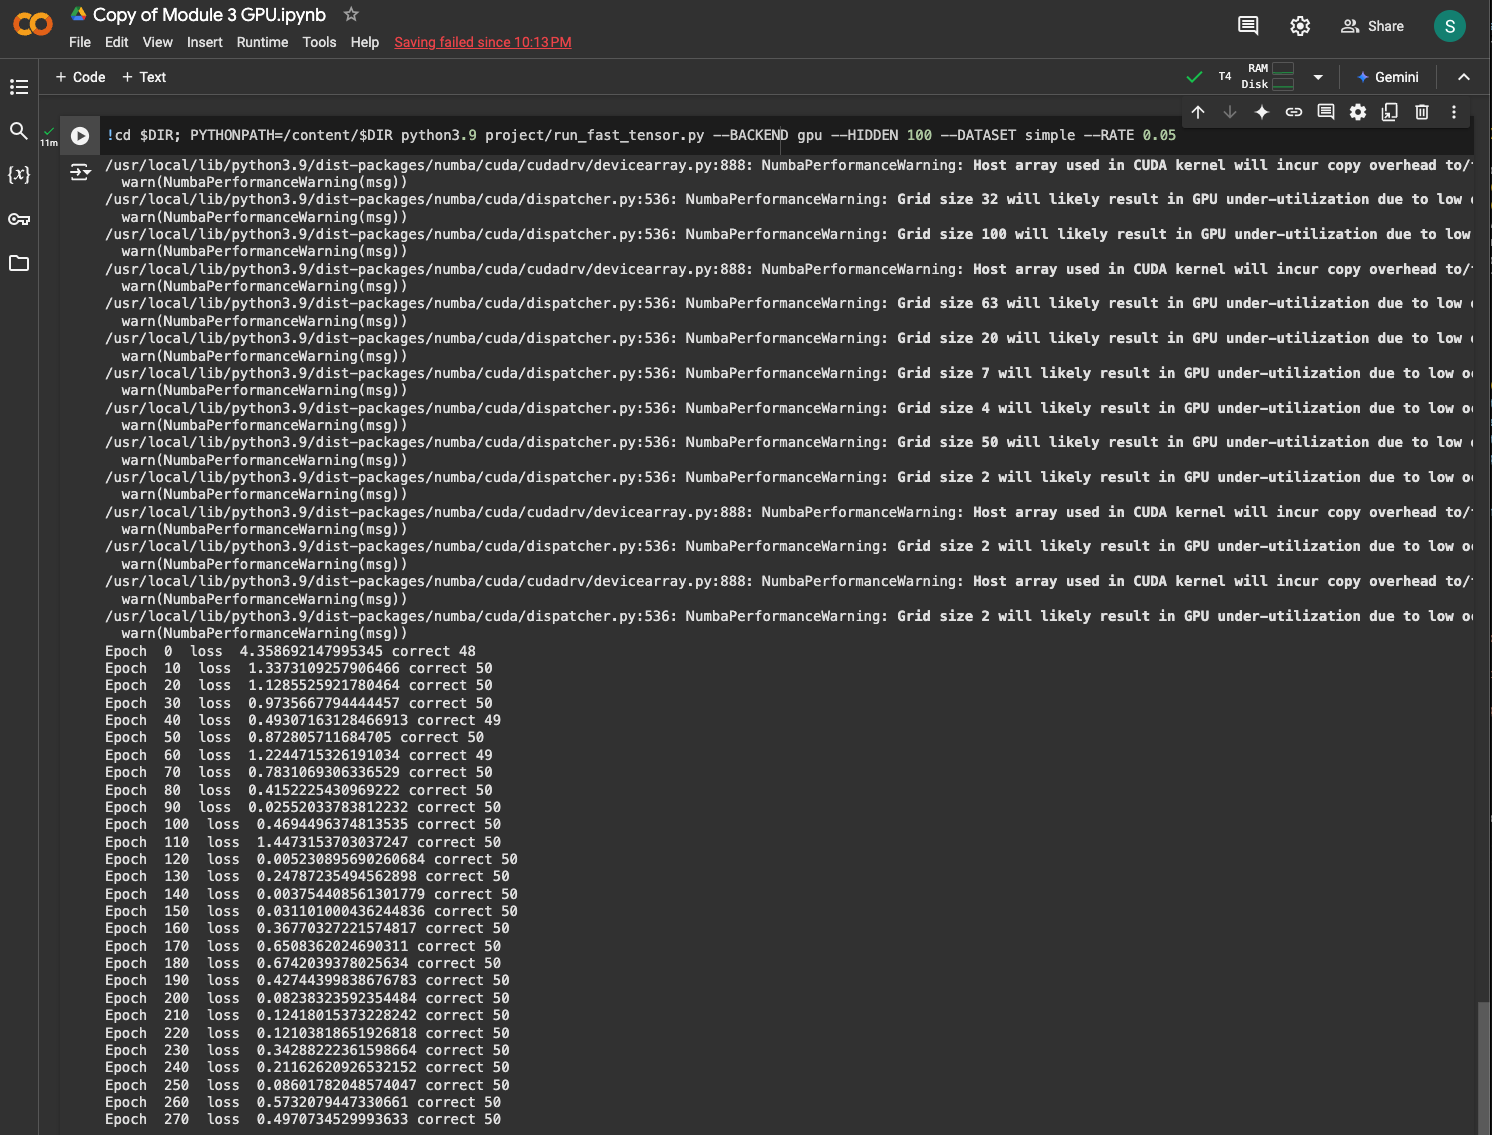 Copy of Module 3 GPU.ipynb
File Edit View Insert Runtime Tools Help Saving failed since 10:13 PM
Share
S
+ Code + Text
T4 RAM Disk
Gemini
11m
!cd $DIR; PYTHONPATH=/content/$DIR python3.9 project/run_fast_tensor.py --BACKEND gpu --HIDDEN 100 --DATASET simple --RATE 0.05
{x}
/usr/local/lib/python3.9/dist-packages/numba/cuda/cudadrv/devicearray.py:888: NumbaPerformanceWarning: Host array used in CUDA kernel will incur copy overhead to/
warn(NumbaPerformanceWarning(msg))
/usr/local/lib/python3.9/dist-packages/numba/cuda/dispatcher.py:536: NumbaPerformanceWarning: Grid size 32 will likely result in GPU under-utilization due to low
warn(NumbaPerformanceWarning(msg))
/usr/local/lib/python3.9/dist-packages/numba/cuda/dispatcher.py:536: NumbaPerformanceWarning: Grid size 100 will likely result in GPU under-utilization due to low
warn(NumbaPerformanceWarning(msg))
/usr/local/lib/python3.9/dist-packages/numba/cuda/cudadrv/devicearray.py:888: NumbaPerformanceWarning: Host array used in CUDA kernel will incur copy overhead to/
warn(NumbaPerformanceWarning(msg))
/usr/local/lib/python3.9/dist-packages/numba/cuda/dispatcher.py:536: NumbaPerformanceWarning: Grid size 63 will likely result in GPU under-utilization due to low
warn(NumbaPerformanceWarning(msg))
/usr/local/lib/python3.9/dist-packages/numba/cuda/dispatcher.py:536: NumbaPerformanceWarning: Grid size 20 will likely result in GPU under-utilization due to low
warn(NumbaPerformanceWarning(msg))
/usr/local/lib/python3.9/dist-packages/numba/cuda/dispatcher.py:536: NumbaPerformanceWarning: Grid size 7 will likely result in GPU under-utilization due to low
warn(NumbaPerformanceWarning(msg))
/usr/local/lib/python3.9/dist-packages/numba/cuda/dispatcher.py:536: NumbaPerformanceWarning: Grid size 4 will likely result in GPU under-utilization due to low
warn(NumbaPerformanceWarning(msg))
/usr/local/lib/python3.9/dist-packages/numba/cuda/dispatcher.py:536: NumbaPerformanceWarning: Grid size 50 will likely result in GPU under-utilization due to low
warn(NumbaPerformanceWarning(msg))
/usr/local/lib/python3.9/dist-packages/numba/cuda/dispatcher.py:536: NumbaPerformanceWarning: Grid size 2 will likely result in GPU under-utilization due to low
warn(NumbaPerformanceWarning(msg))
/usr/local/lib/python3.9/dist-packages/numba/cuda/cudadrv/devicearray.py:888: NumbaPerformanceWarning: Host array used in CUDA kernel will incur copy overhead to/
warn(NumbaPerformanceWarning(msg))
/usr/local/lib/python3.9/dist-packages/numba/cuda/dispatcher.py:536: NumbaPerformanceWarning: Grid size 2 will likely result in GPU under-utilization due to low
warn(NumbaPerformanceWarning(msg))
/usr/local/lib/python3.9/dist-packages/numba/cuda/cudadrv/devicearray.py:888: NumbaPerformanceWarning: Host array used in CUDA kernel will incur copy overhead to/
warn(NumbaPerformanceWarning(msg))
/usr/local/lib/python3.9/dist-packages/numba/cuda/dispatcher.py:536: NumbaPerformanceWarning: Grid size 2 will likely result in GPU under-utilization due to low
warn(NumbaPerformanceWarning(msg))
Epoch 0 loss 4.358692147995345 correct 48
Epoch 10 loss 1.3373109257906466 correct 50
Epoch 20 loss 1.1285525921780464 correct 50
Epoch 30 loss 0.9735667794444457 correct 50
Epoch 40 loss 0.49307163128466913 correct 49
Epoch 50 loss 0.872805711684705 correct 50
Epoch 60 loss 1.2244715326191034 correct 49
Epoch 70 loss 0.7831069306336529 correct 50
Epoch 80 loss 0.4152225430969222 correct 50
Epoch 90 loss 0.02552033783812232 correct 50
Epoch 100 loss 0.4694496374813535 correct 50
Epoch 110 loss 1.4473153703037247 correct 50
Epoch 120 loss 0.005230895690260684 correct 50
Epoch 130 loss 0.24787235494562898 correct 50
Epoch 140 loss 0.003754408561301779 correct 50
Epoch 150 loss 0.031101000436244836 correct 50
Epoch 160 loss 0.36770327221574817 correct 50
Epoch 170 loss 0.6508362024690311 correct 50
Epoch 180 loss 0.6742039378025634 correct 50
Epoch 190 loss 0.42744399838676783 correct 50
Epoch 200 loss 0.08238323592354484 correct 50
Epoch 210 loss 0.12418015373228242 correct 50
Epoch 220 loss 0.12103818651926818 correct 50
Epoch 230 loss 0.34288222361598664 correct 50
Epoch 240 loss 0.21162620926532152 correct 50
Epoch 250 loss 0.08601782048574047 correct 50
Epoch 260 loss 0.5732079447330661 correct 50
Epoch 270 loss 0.4970734529993633 correct 50